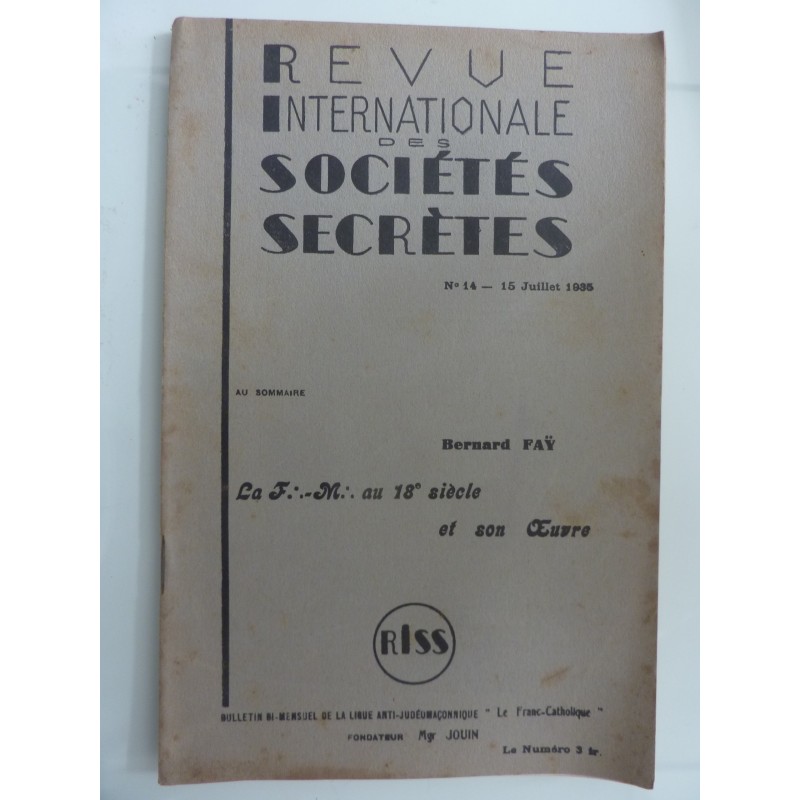 REVUE
INTERNATIONALE
DES
SOCIÉTÉS
SECRÈTES
Nº 14 — 15 Juillet 1935
AU SOMMAIRE
Bernard FAŸ
La F∴-M∴ au 18e siècle
et son Œuvre
RISS
BULLETIN BI-MENSUEL DE LA LIGUE ANTI-JUDÉOMAÇONNIQUE " Le Franc-Catholique "
FONDATEUR Mgr JOUIN
Le Numéro 3 fr.